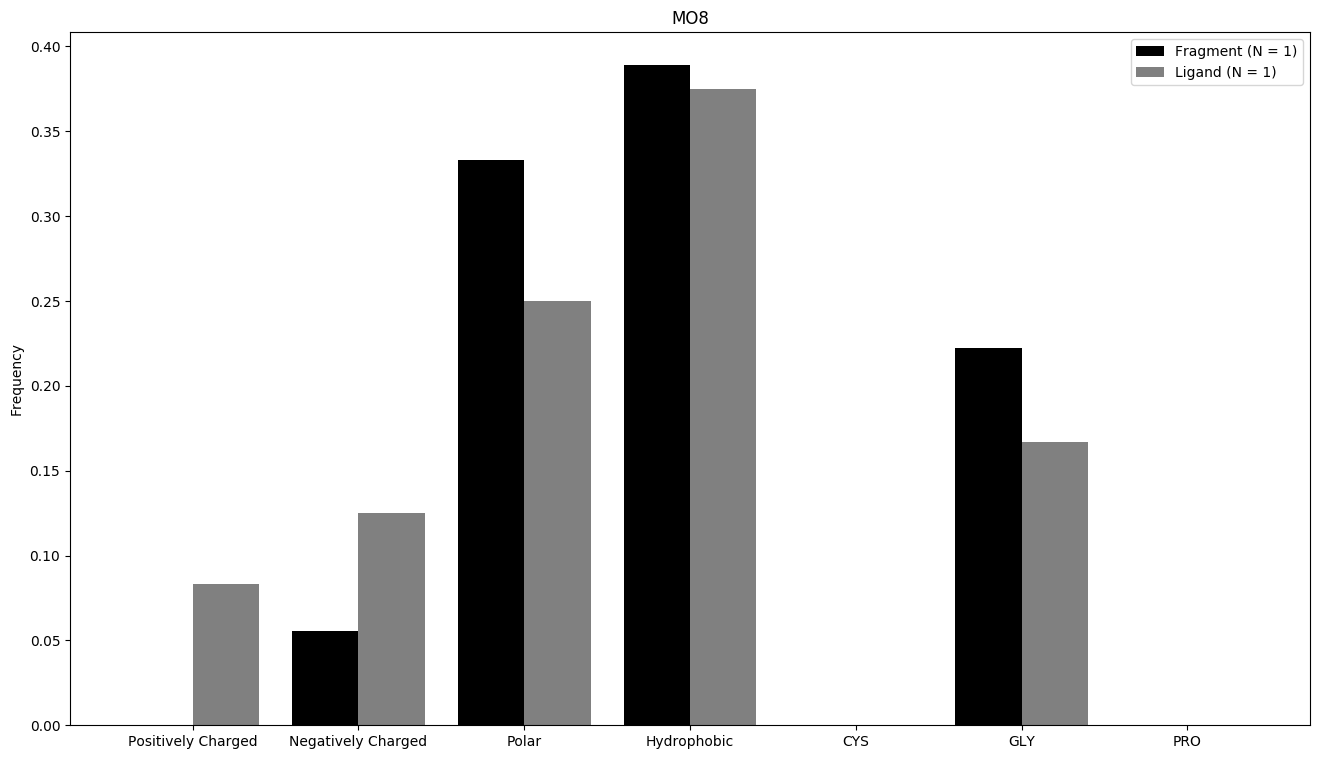 MO8
Fragment (N = 1)
Ligand (N = 1)
Frequency
0.40
0.35
0.30
0.25
0.20
0.15
0.10
0.05
0.00
Positively Charged Negatively Charged Polar Hydrophobic CYS GLY PRO